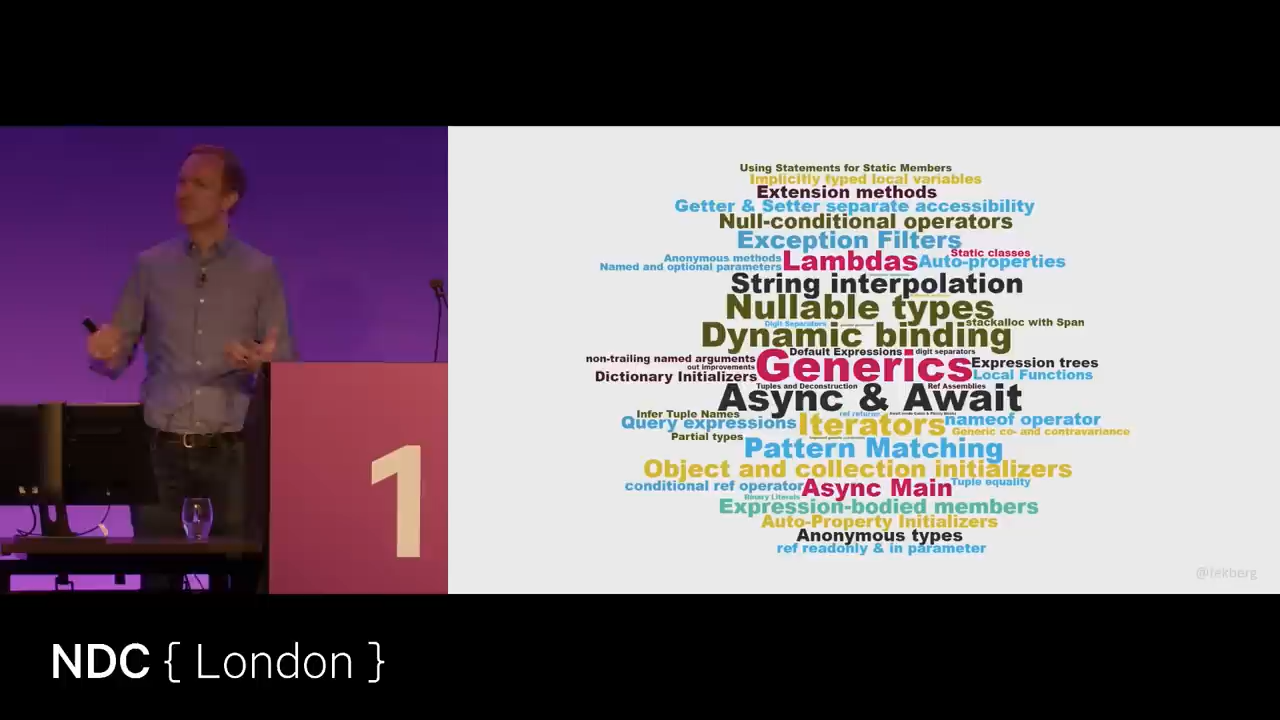 Using Statements for Static Members
Implicitly typed local variables
Extension methods
Getter & Setter separate accessibility
Null-conditional operators
Exception Filters
Static classes
Anonymous methods
Lambdas
Auto-properties
Named and optional parameters
String interpolation
Nullable types
Digit Separators
stackalloc with Span
Dynamic binding
Default Expressions
digit separators
non-trailing named arguments
Generics
Expression trees
out improvements
Dictionary Initializers
Local Functions
Tuples and Deconstruction
Ref Assemblies
Async & Await
Infer Tuple Names
ref returns
Query expressions
Iterators
nameof operator
Generic co- and contravariance
Partial types
Pattern Matching
Object and collection initializers
conditional ref operator
Async Main
Tuple equality
Binary Literals
Expression-bodied members
Auto-Property Initializers
Anonymous types
ref readonly & in parameter
@fekberg
1
NDC { London }